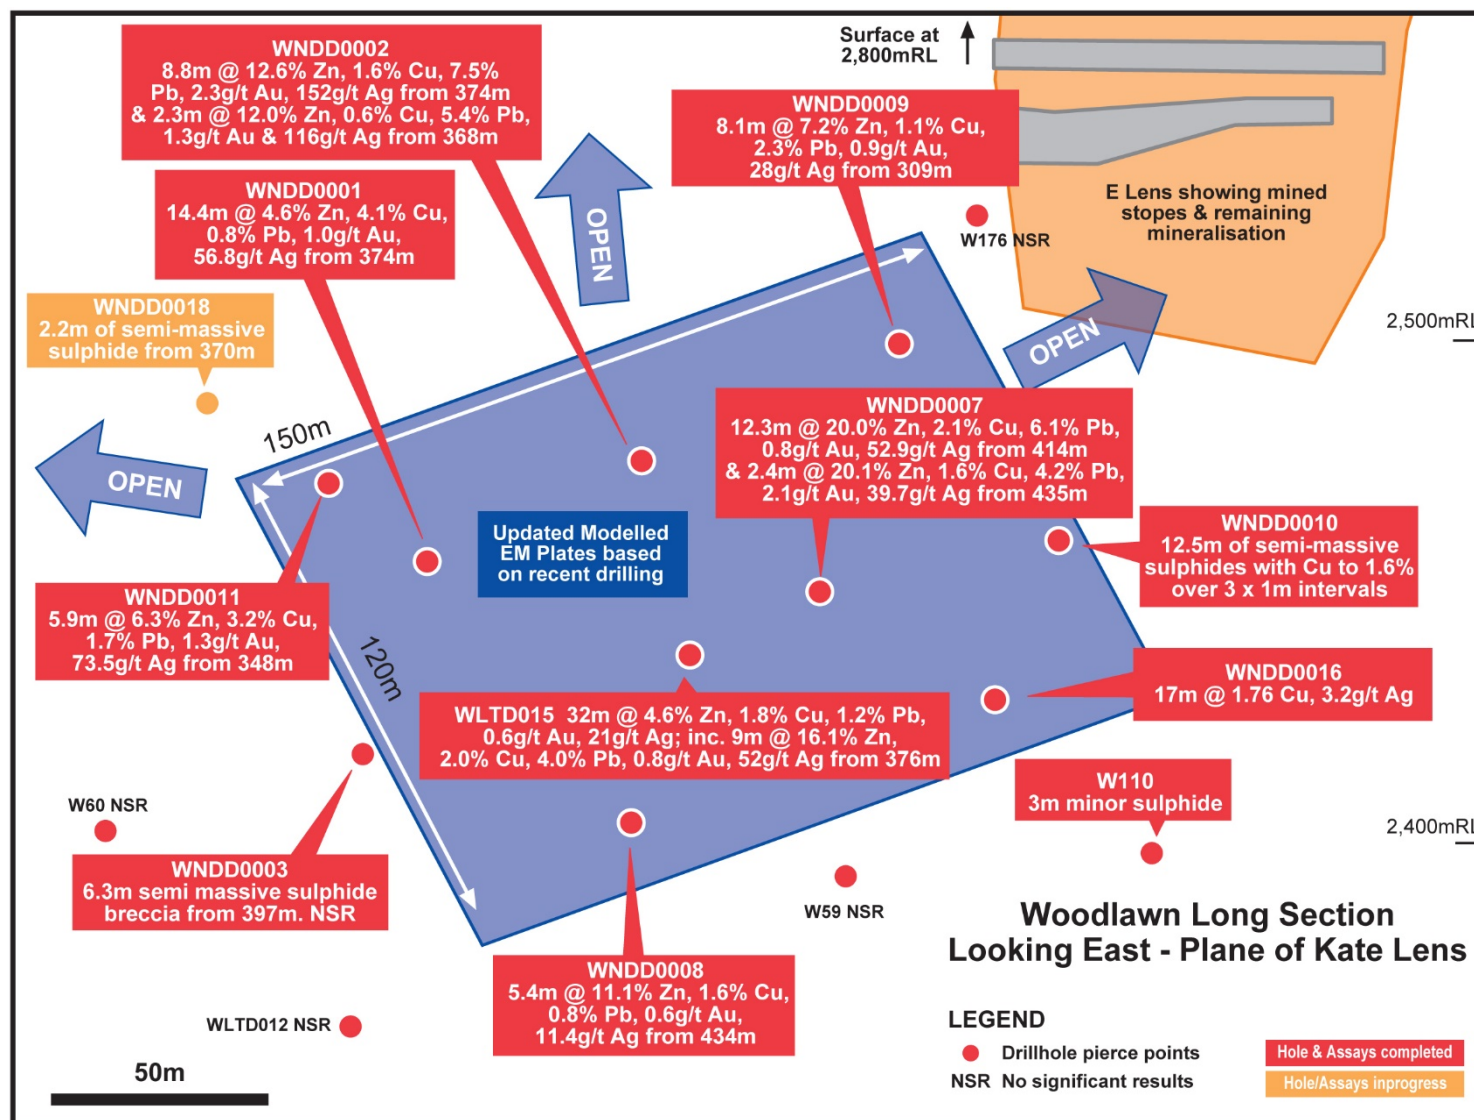 WNDD0002
8.8m @ 12.6% Zn, 1.6% Cu, 7.5%
Pb, 2.3g/t Au, 152g/t Ag from 374m
& 2.3m @ 12.0% Zn, 0.6% Cu, 5.4% Pb,
1.3g/t Au & 116g/t Ag from 368m
Surface at
2,800mRL
WNDD0009
8.1m @ 7.2% Zn, 1.1% Cu,
2.3% Pb, 0.9g/t Au,
28g/t Ag from 309m
WNDD0001
14.4m @ 4.6% Zn, 4.1% Cu,
0.8% Pb, 1.0g/t Au,
56.8g/t Ag from 374m
E Lens showing mined
stopes & remaining
mineralisation
OPEN
W176 NSR
WNDD0018
2.2m of semi-massive
sulphide from 370m
2,500mRL
OPEN
150m
OPEN
WNDD0007
12.3m @ 20.0% Zn, 2.1% Cu, 6.1% Pb,
0.8g/t Au, 52.9g/t Ag from 414m
& 2.4m @ 20.1% Zn, 1.6% Cu, 4.2% Pb,
2.1g/t Au, 39.7g/t Ag from 435m
Updated Modelled
EM Plates based
on recent drilling
WNDD0010
12.5m of semi-massive
sulphides with Cu to 1.6%
over 3 x 1m intervals
WNDD0011
5.9m @ 6.3% Zn, 3.2% Cu,
1.7% Pb, 1.3g/t Au,
73.5g/t Ag from 348m
120m
WNDD0016
17m @ 1.76 Cu, 3.2g/t Ag
WLTD015 32m @ 4.6% Zn, 1.8% Cu, 1.2% Pb,
0.6g/t Au, 21g/t Ag; inc. 9m @ 16.1% Zn,
2.0% Cu, 4.0% Pb, 0.8g/t Au, 52g/t Ag from 376m
W110
3m minor sulphide
W60 NSR
2,400mRL
WNDD0003
6.3m semi massive sulphide
breccia from 397m. NSR
W59 NSR
Woodlawn Long Section
Looking East - Plane of Kate Lens
WNDD0008
5.4m @ 11.1% Zn, 1.6% Cu,
0.8% Pb, 0.6g/t Au,
11.4g/t Ag from 434m
WLTD012 NSR
LEGEND
Drillhole pierce points
Hole & Assays completed
NSR No significant results
Hole/Assays inprogress
50m